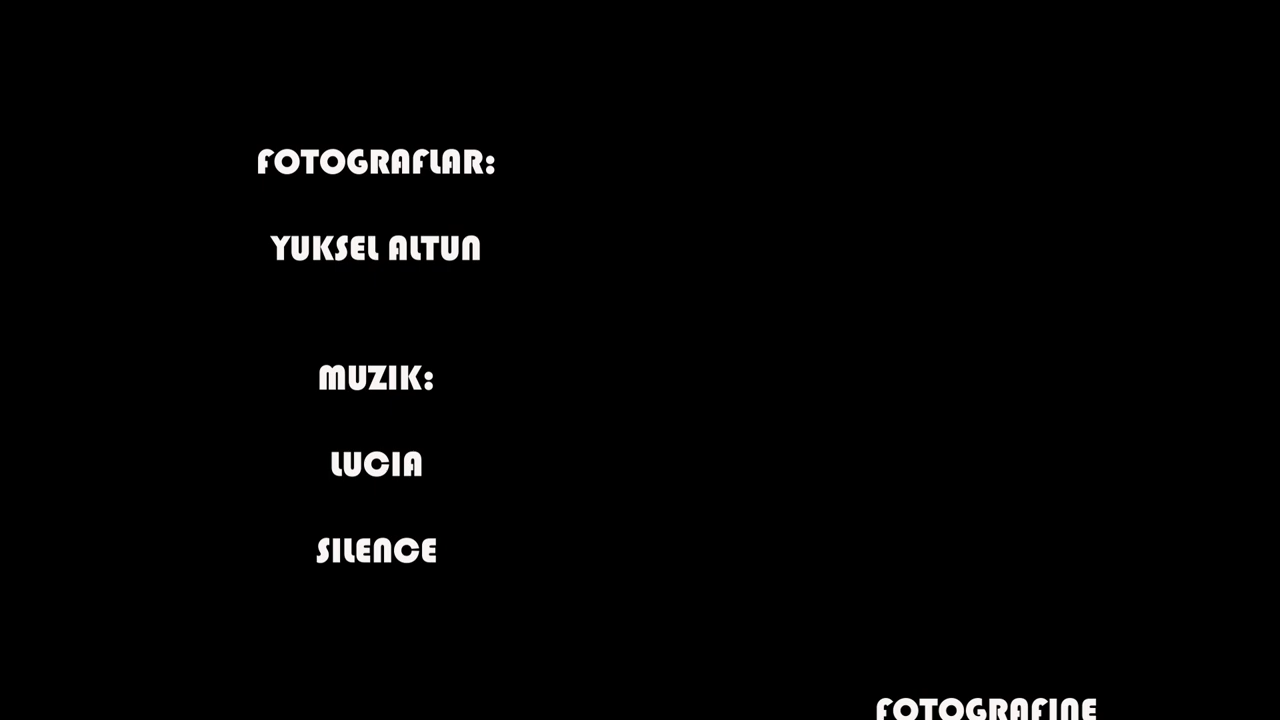 FOTOGRAFLAR:
YUKSEL ALTUN
MUZIK:
LUCIA
SILENCE
FOTOGRAFINE